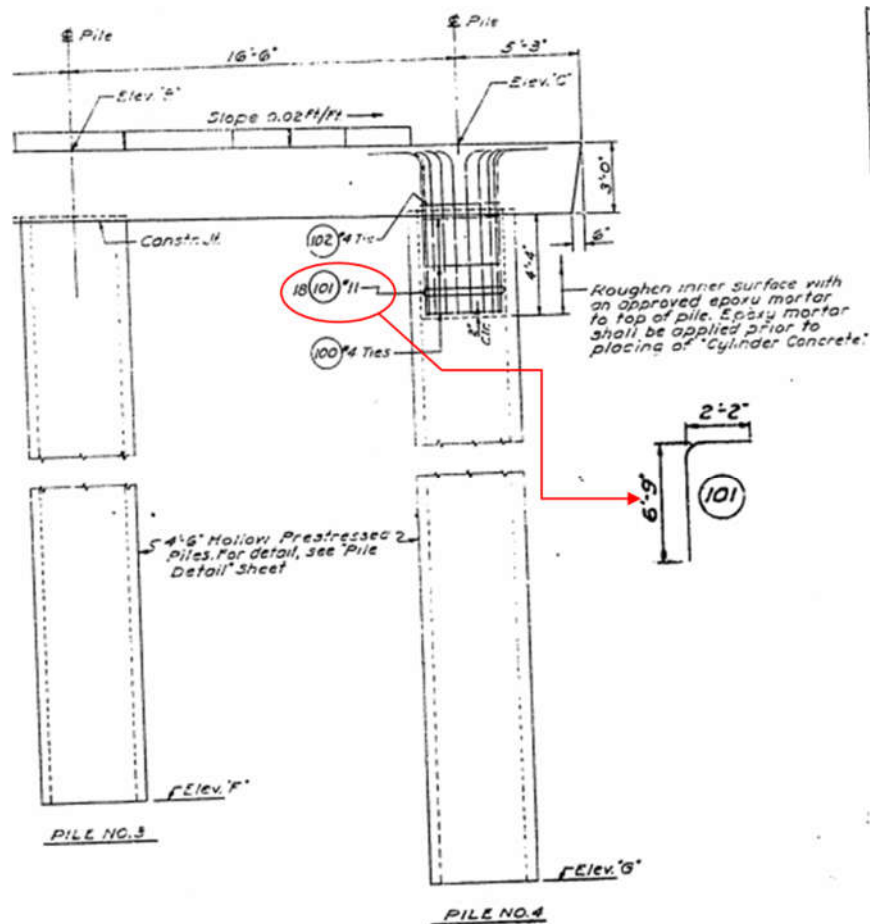 ℄ Pile
℄ Pile
16'-6"
5'-3"
Elev. "B"
Elev. "C"
Slope 0.02 Ft/Ft.
3'-0"
6"
Constr. Jt.
102 #4 Tie
4'-4"
18 101 #11
Roughen inner surface with
an approved epoxy mortar
to top of pile. Epoxy mortar
shall be applied prior to
placing of "Cylinder Concrete".
Clr.
100 #4 Ties
2'-2"
6'-9"
101
4'-6" Hollow Prestressed
Piles. For detail, see "Pile
Detail" Sheet
Elev. "F"
PILE NO. 3
Elev. "G"
PILE NO. 4